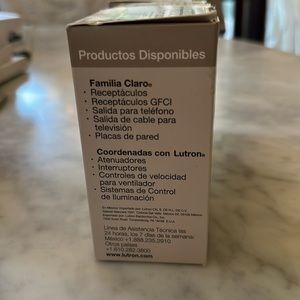 Productos Disponibles
Familia Claro®
· Receptáculos
· Receptáculos GFCI
· Salida para teléfono
· Salida de cable para
televisión
· Placas de pared
Coordenadas con Lutron®
· Atenuadores
· Interruptores
· Controles de velocidad
para ventilador
· Sistemas de Control
de Iluminación
Línea de Asistencia Técnica las
24 horas, los 7 días de la semana:
México +1.888.235.2910
Otros países
+1.610.282.3800
www.lutron.com